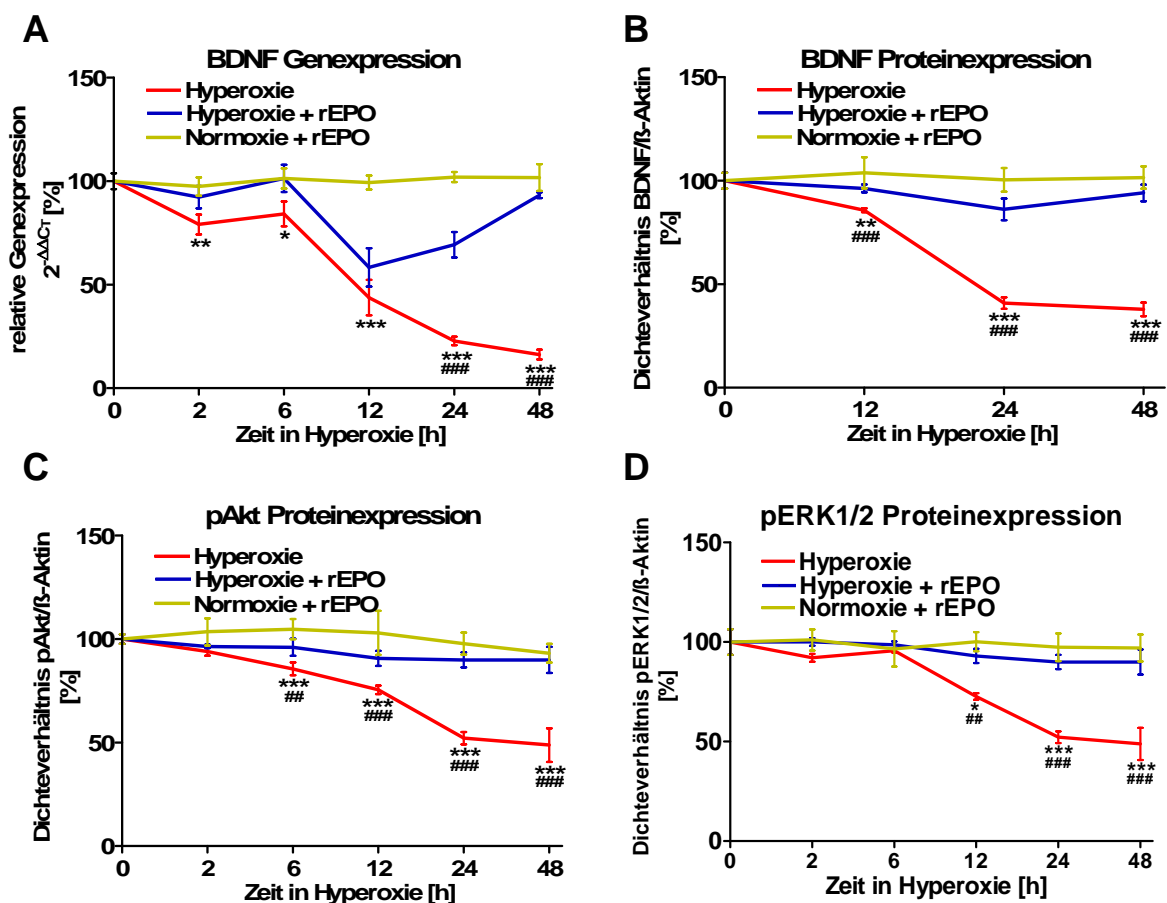 A
BDNF Genexpression
150
100
50
0
relative Genexpression
2-ΔΔCT [%]
Hyperoxie
Hyperoxie + rEPO
Normoxie + rEPO
**
*
***
***
###
***
###
0 2 6 12 24 48
Zeit in Hyperoxie [h]
B
BDNF Proteinexpression
150
100
50
0
Dichteverhältnis BDNF/ß-Aktin
[%]
Hyperoxie
Hyperoxie + rEPO
Normoxie + rEPO
**
###
***
###
***
###
0 12 24 48
Zeit in Hyperoxie [h]
C
pAkt Proteinexpression
150
100
50
0
Dichteverhältnis pAkt/ß-Aktin
[%]
Hyperoxie
Hyperoxie + rEPO
Normoxie + rEPO
***
##
***
###
***
###
***
###
0 2 6 12 24 48
Zeit in Hyperoxie [h]
D
pERK1/2 Proteinexpression
150
100
50
0
Dichteverhältnis pERK1/2/ß-Aktin
[%]
Hyperoxie
Hyperoxie + rEPO
Normoxie + rEPO
*
##
***
###
***
###
0 2 6 12 24 48
Zeit in Hyperoxie [h]